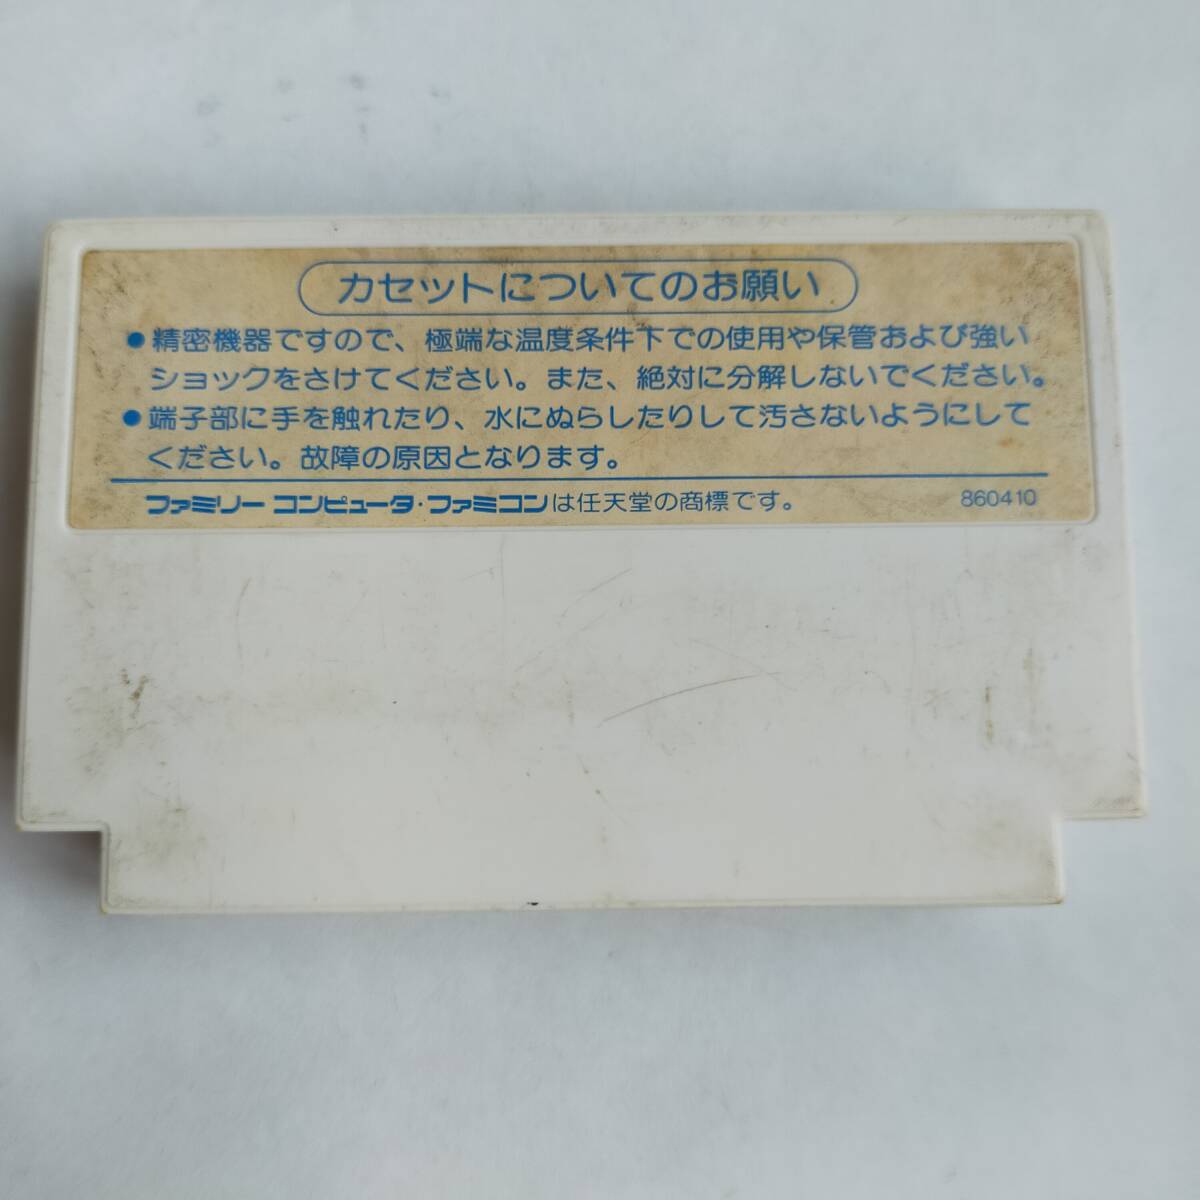 カセットについてのお願い
●精密機器ですので、極端な温度条件下での使用や保管および強い
ショックをさけてください。また、絶対に分解しないでください。
●端子部に手を触れたり、水にぬらしたりして汚さないようにして
ください。故障の原因となります。
ファミリーコンピュータ・ファミコンは任天堂の商標です。 860410